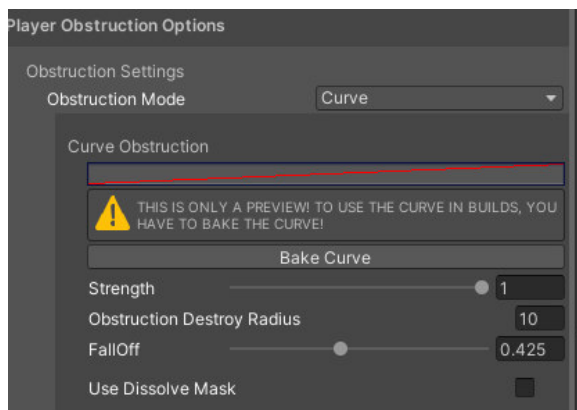 Player Obstruction Options
Obstruction Settings
Obstruction Mode Curve
Curve Obstruction
THIS IS ONLY A PREVIEW! TO USE THE CURVE IN BUILDS, YOU
HAVE TO BAKE THE CURVE!
Bake Curve
Strength 1
Obstruction Destroy Radius 10
FallOff 0.425
Use Dissolve Mask